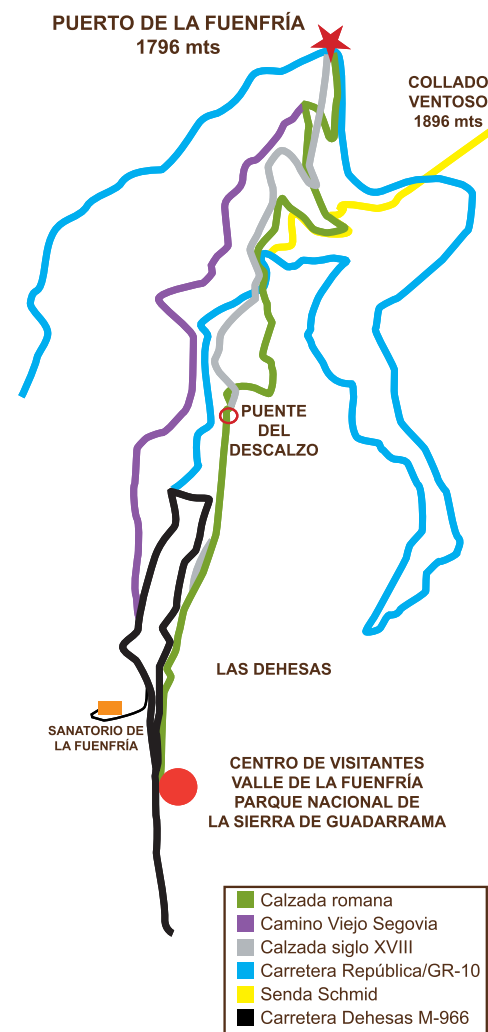 PUERTO DE LA FUENFRÍA
1796 mts
COLLADO
VENTOSO
1896 mts
PUENTE
DEL
DESCALZO
LAS DEHESAS
SANATORIO DE
LA FUENFRÍA
CENTRO DE VISITANTES
VALLE DE LA FUENFRÍA
PARQUE NACIONAL DE
LA SIERRA DE GUADARRAMA
Calzada romana
Camino Viejo Segovia
Calzada siglo XVIII
Carretera República/GR-10
Senda Schmid
Carretera Dehesas M-966